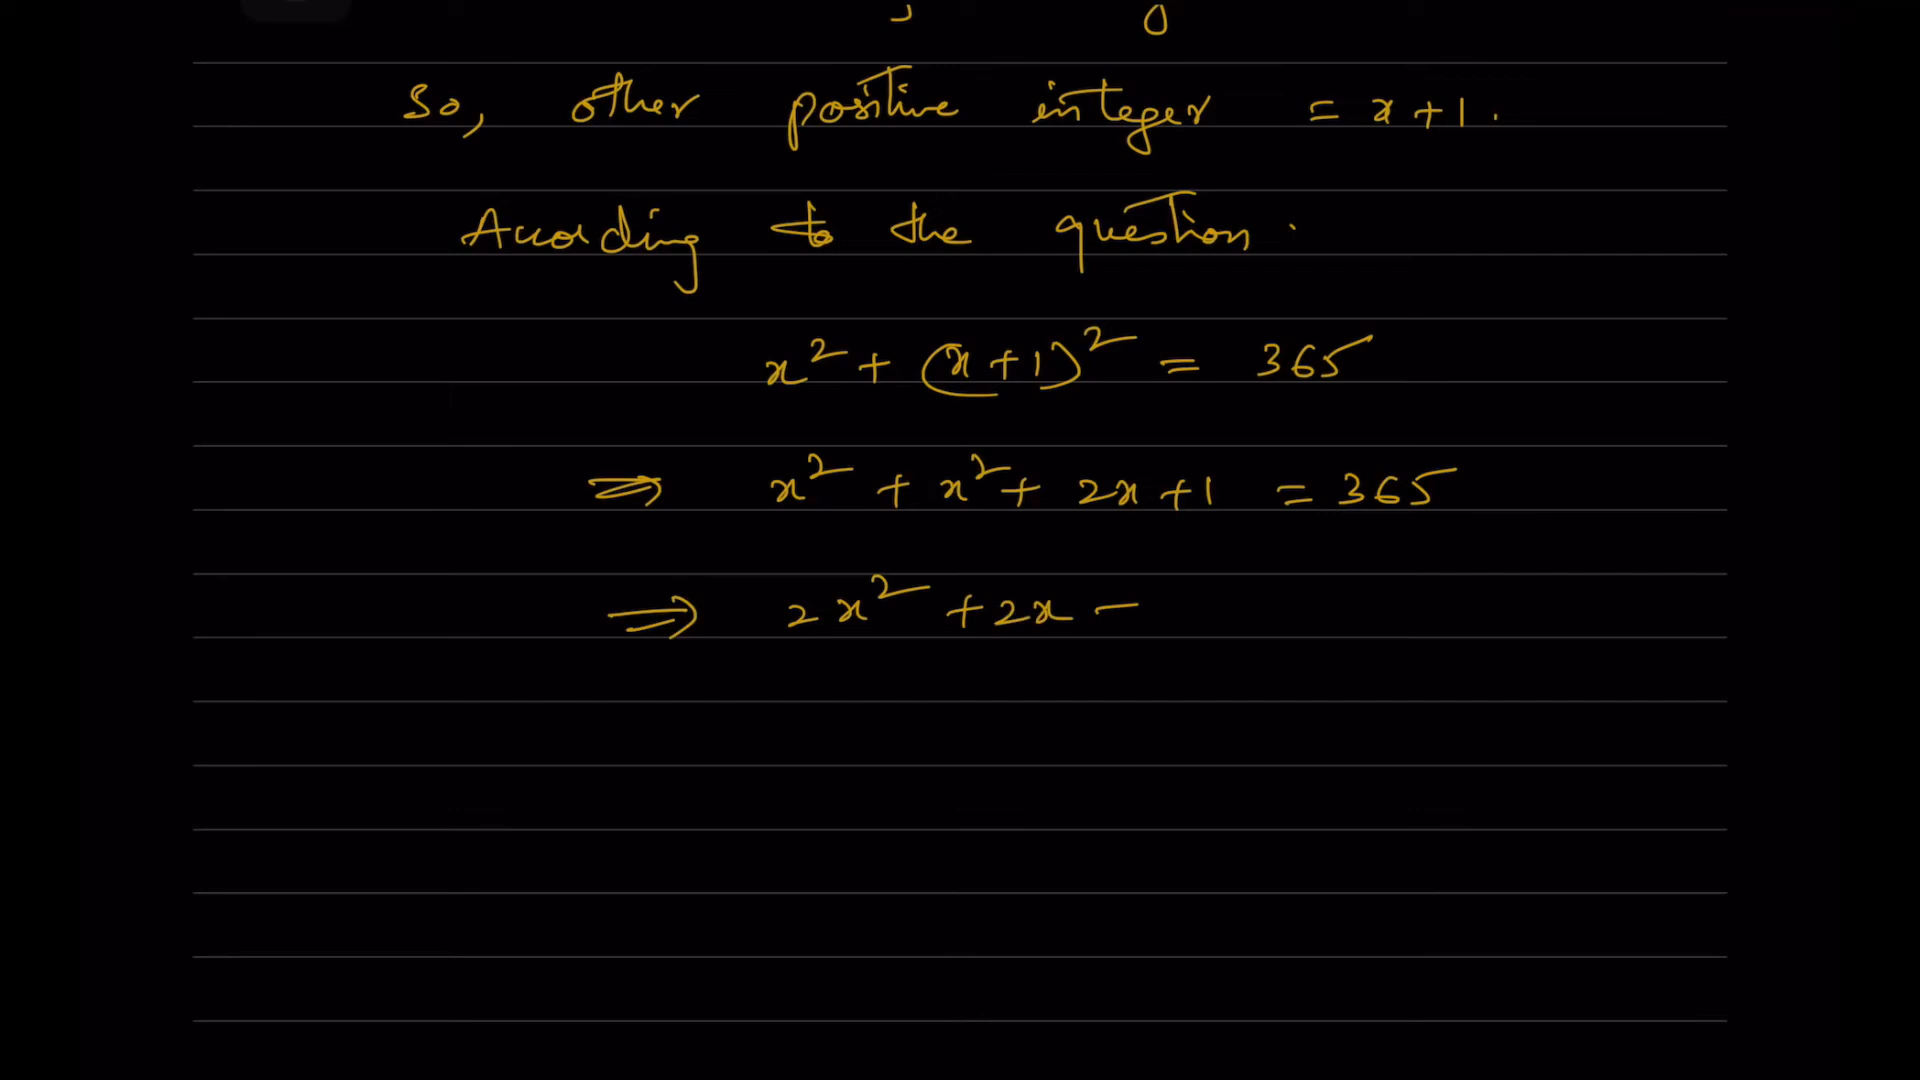 So, other positive integer = x + 1.
According to the question.
x² + (x + 1)² = 365
⇒ x² + x² + 2x + 1 = 365
⇒ 2x² + 2x −